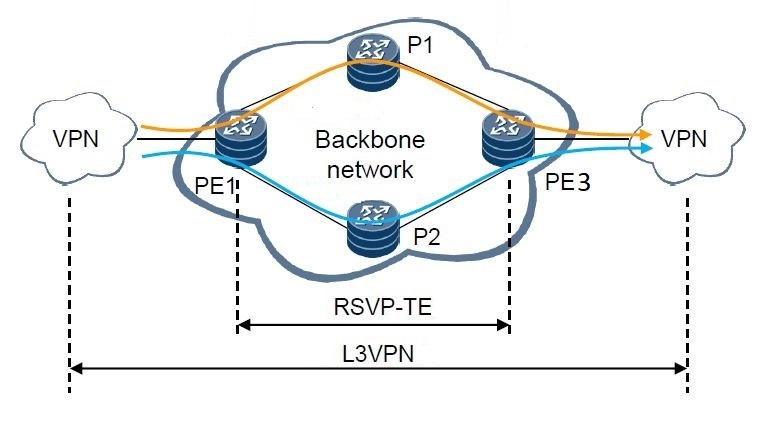 P1
VPN
Backbone
network
VPN
PE1
PE3
P2
RSVP-TE
L3VPN